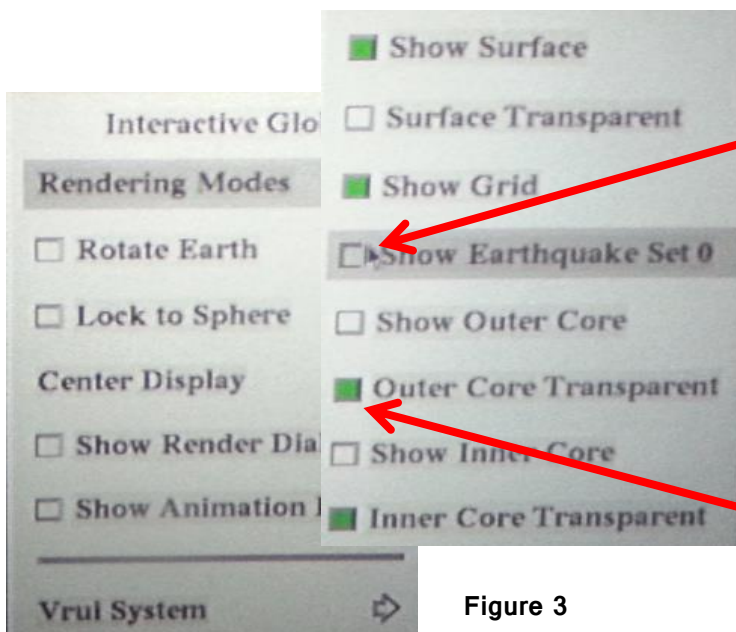 Interactive Glo
Rendering Modes
Rotate Earth
Lock to Sphere
Center Display
Show Render Dia
Show Animation
Vrui System
Show Surface
Surface Transparent
Show Grid
Show Earthquake Set 0
Show Outer Core
Outer Core Transparent
Show Inner Core
Inner Core Transparent
Figure 3